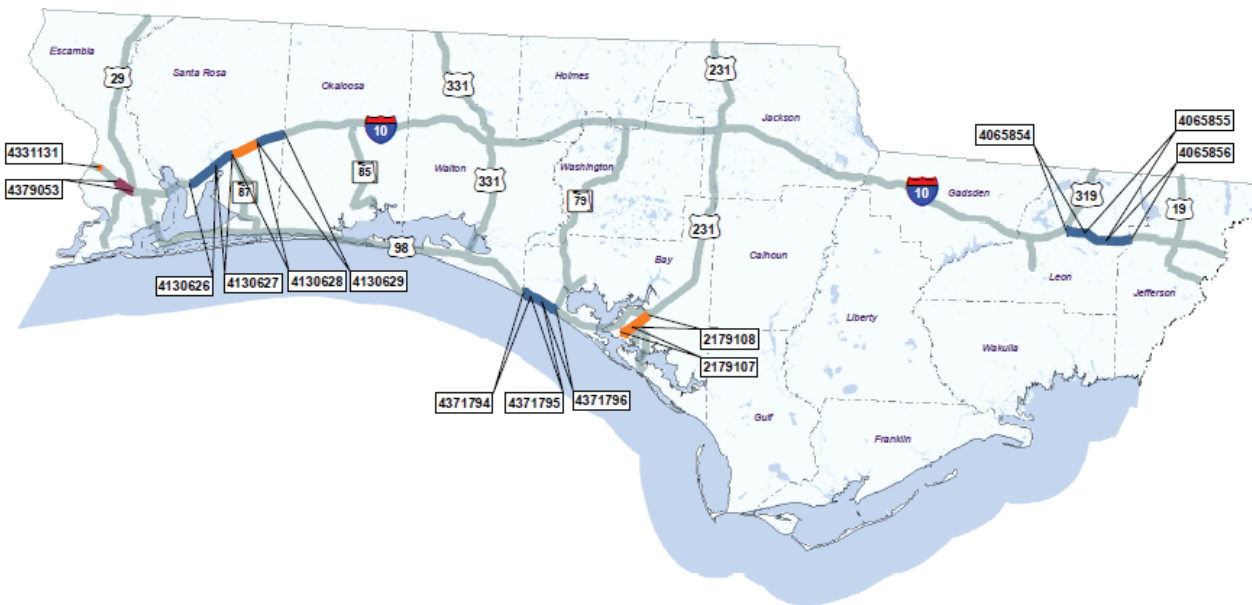 Escambia
Santa Rosa
Okaloosa
Holmes
Jackson
Walton
Washington
Bay
Calhoun
Gulf
Liberty
Franklin
Gadsden
Leon
Wakulla
Jefferson
29
331
231
10
87
85
331
79
98
231
10
319
19
4331131
4379053
4130626
4130627
4130628
4130629
4371794
4371795
4371796
2179108
2179107
4065854
4065855
4065856